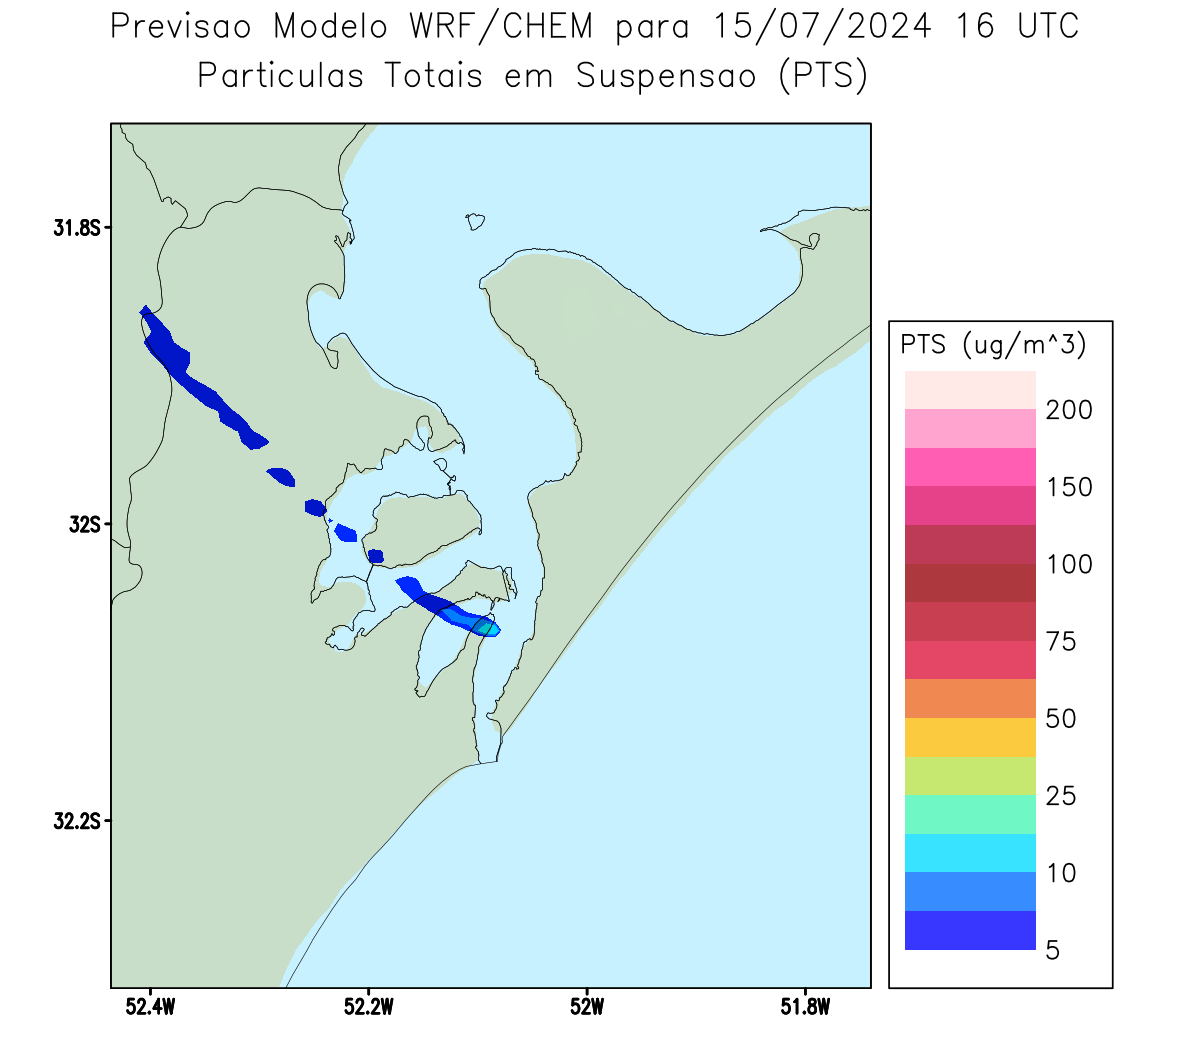 Previsao Modelo WRF/CHEM para 15/07/2024 16 UTC
Particulas Totais em Suspensao (PTS)
31.8S
32S
32.2S
52.4W
52.2W
52W
51.8W
PTS (ug/m^3)
200
150
100
75
50
25
10
5